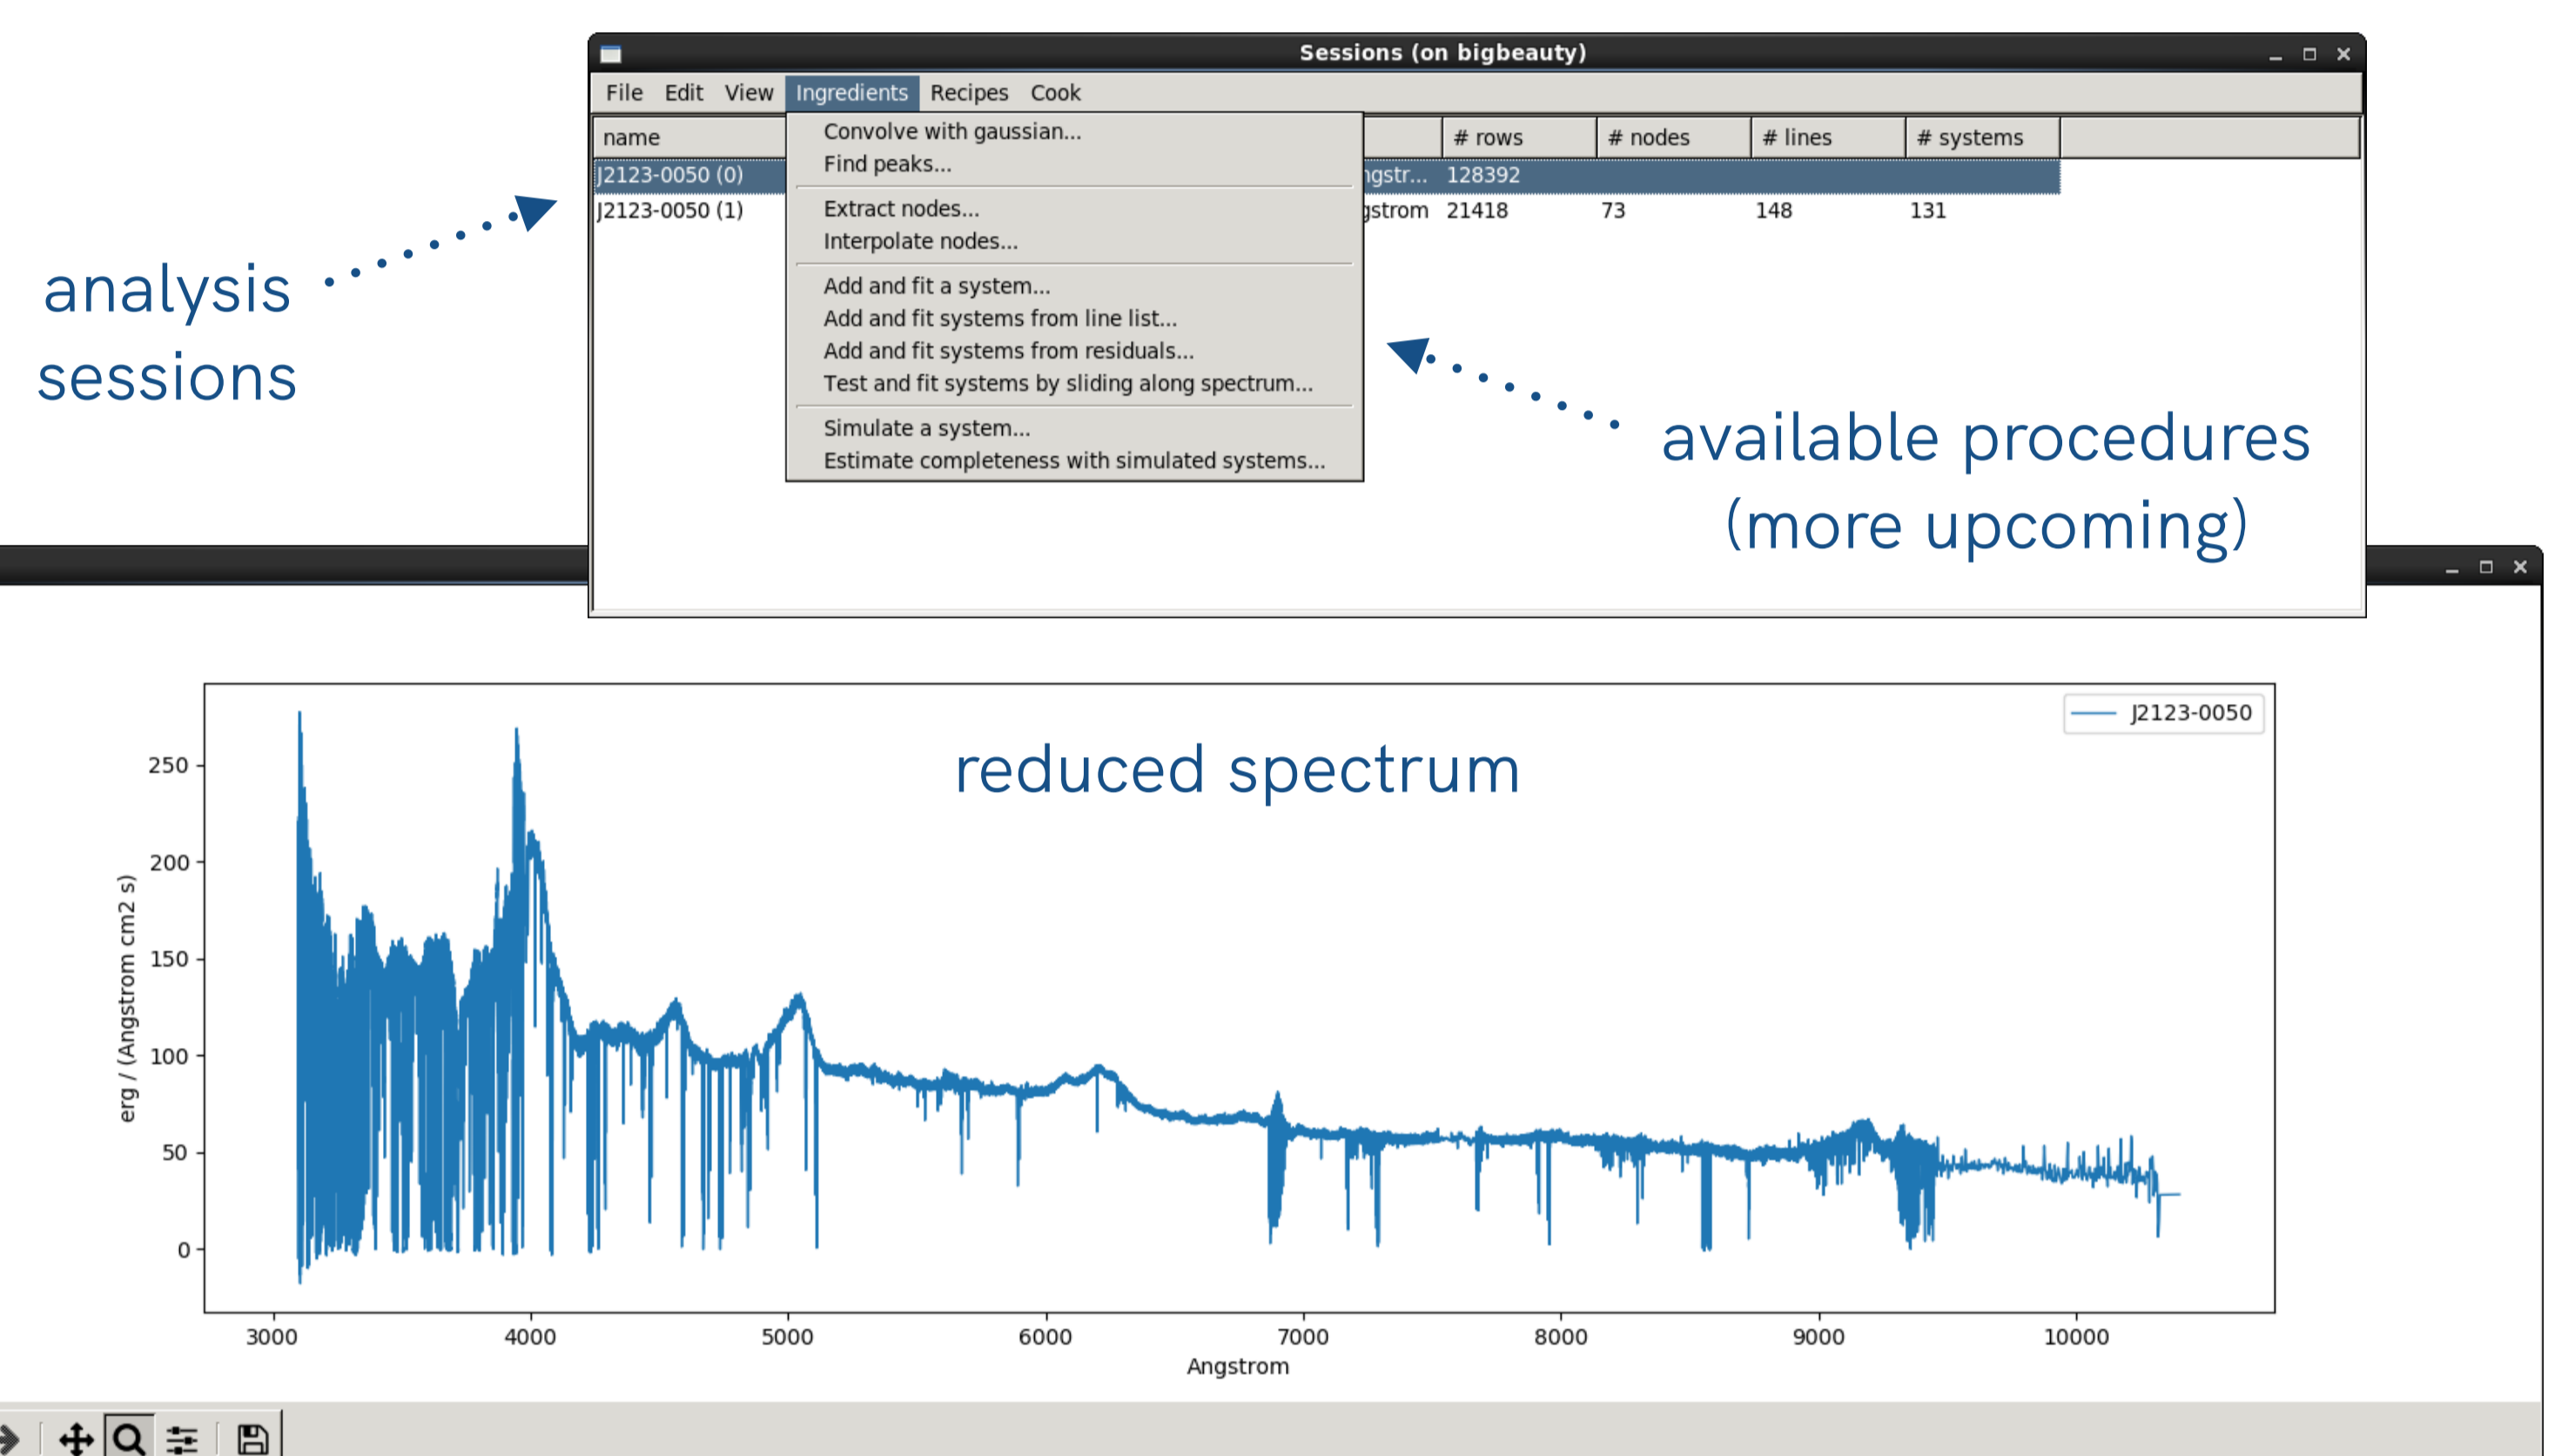 Sessions (on bigbeauty)
File Edit View Ingredients Recipes Cook
name # rows # nodes # lines # systems
J2123-0050 (0) ngstr... 128392
J2123-0050 (1) gstrom 21418 73 148 131
Convolve with gaussian...
Find peaks...
Extract nodes...
Interpolate nodes...
Add and fit a system...
Add and fit systems from line list...
Add and fit systems from residuals...
Test and fit systems by sliding along spectrum...
Simulate a system...
Estimate completeness with simulated systems...
analysis
sessions
available procedures
(more upcoming)
J2123-0050
reduced spectrum
erg / (Angstrom cm2 s)
250
200
150
100
50
0
3000 4000 5000 6000 7000 8000 9000 10000
Angstrom